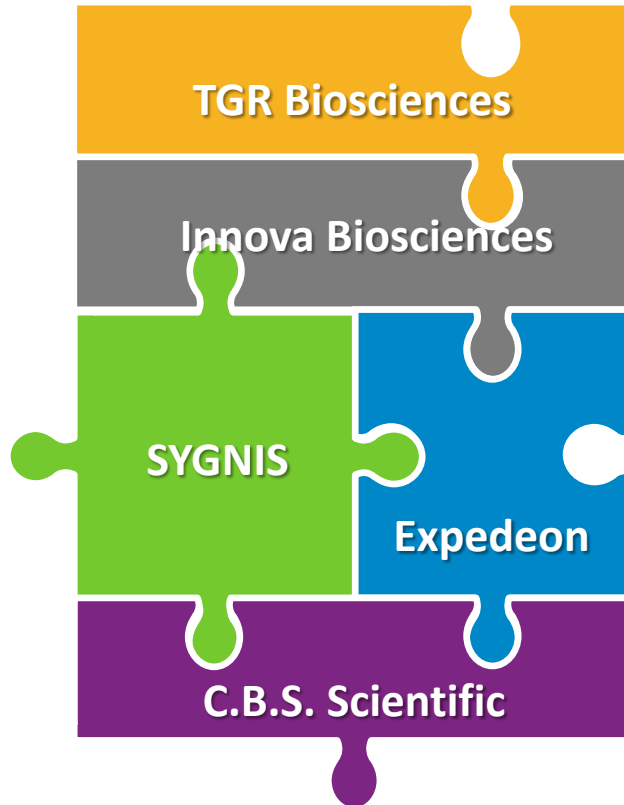 TGR Biosciences
Innova Biosciences
SYGNIS
Expedeon
C.B.S. Scientific